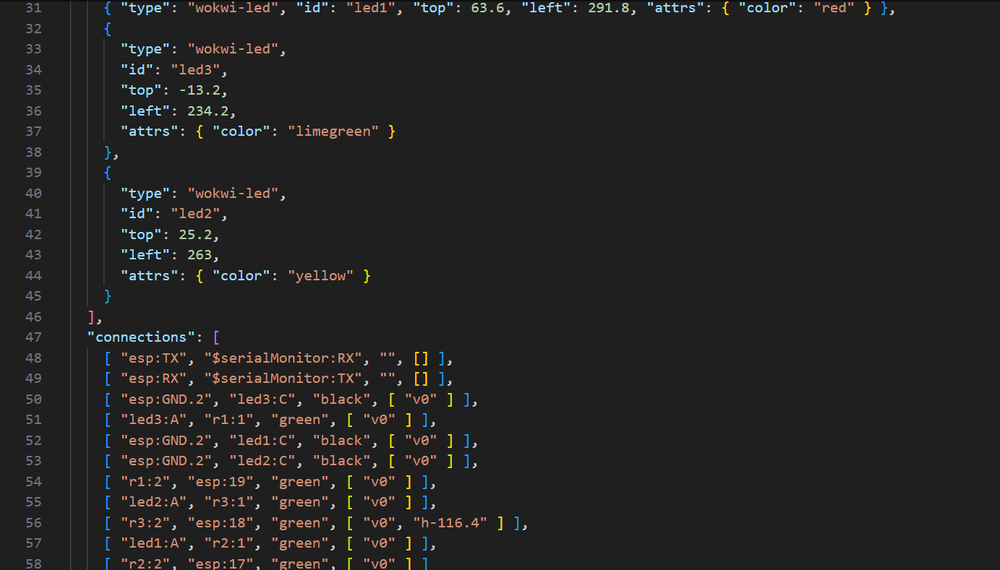 31 { "type": "wokwi-led", "id": "led1", "top": 63.6, "left": 291.8, "attrs": { "color": "red" } },
32 {
33 "type": "wokwi-led",
34 "id": "led3",
35 "top": -13.2,
36 "left": 234.2,
37 "attrs": { "color": "limegreen" }
38 },
39 {
40 "type": "wokwi-led",
41 "id": "led2",
42 "top": 25.2,
43 "left": 263,
44 "attrs": { "color": "yellow" }
45 }
46 ],
47 "connections": [
48 [ "esp:TX", "$serialMonitor:RX", "", [] ],
49 [ "esp:RX", "$serialMonitor:TX", "", [] ],
50 [ "esp:GND.2", "led3:C", "black", [ "v0" ] ],
51 [ "led3:A", "r1:1", "green", [ "v0" ] ],
52 [ "esp:GND.2", "led1:C", "black", [ "v0" ] ],
53 [ "esp:GND.2", "led2:C", "black", [ "v0" ] ],
54 [ "r1:2", "esp:19", "green", [ "v0" ] ],
55 [ "led2:A", "r3:1", "green", [ "v0" ] ],
56 [ "r3:2", "esp:18", "green", [ "v0", "h-116.4" ] ],
57 [ "led1:A", "r2:1", "green", [ "v0" ] ],
58 [ "r2:2", "esp:17", "green", [ "v0" ] ]